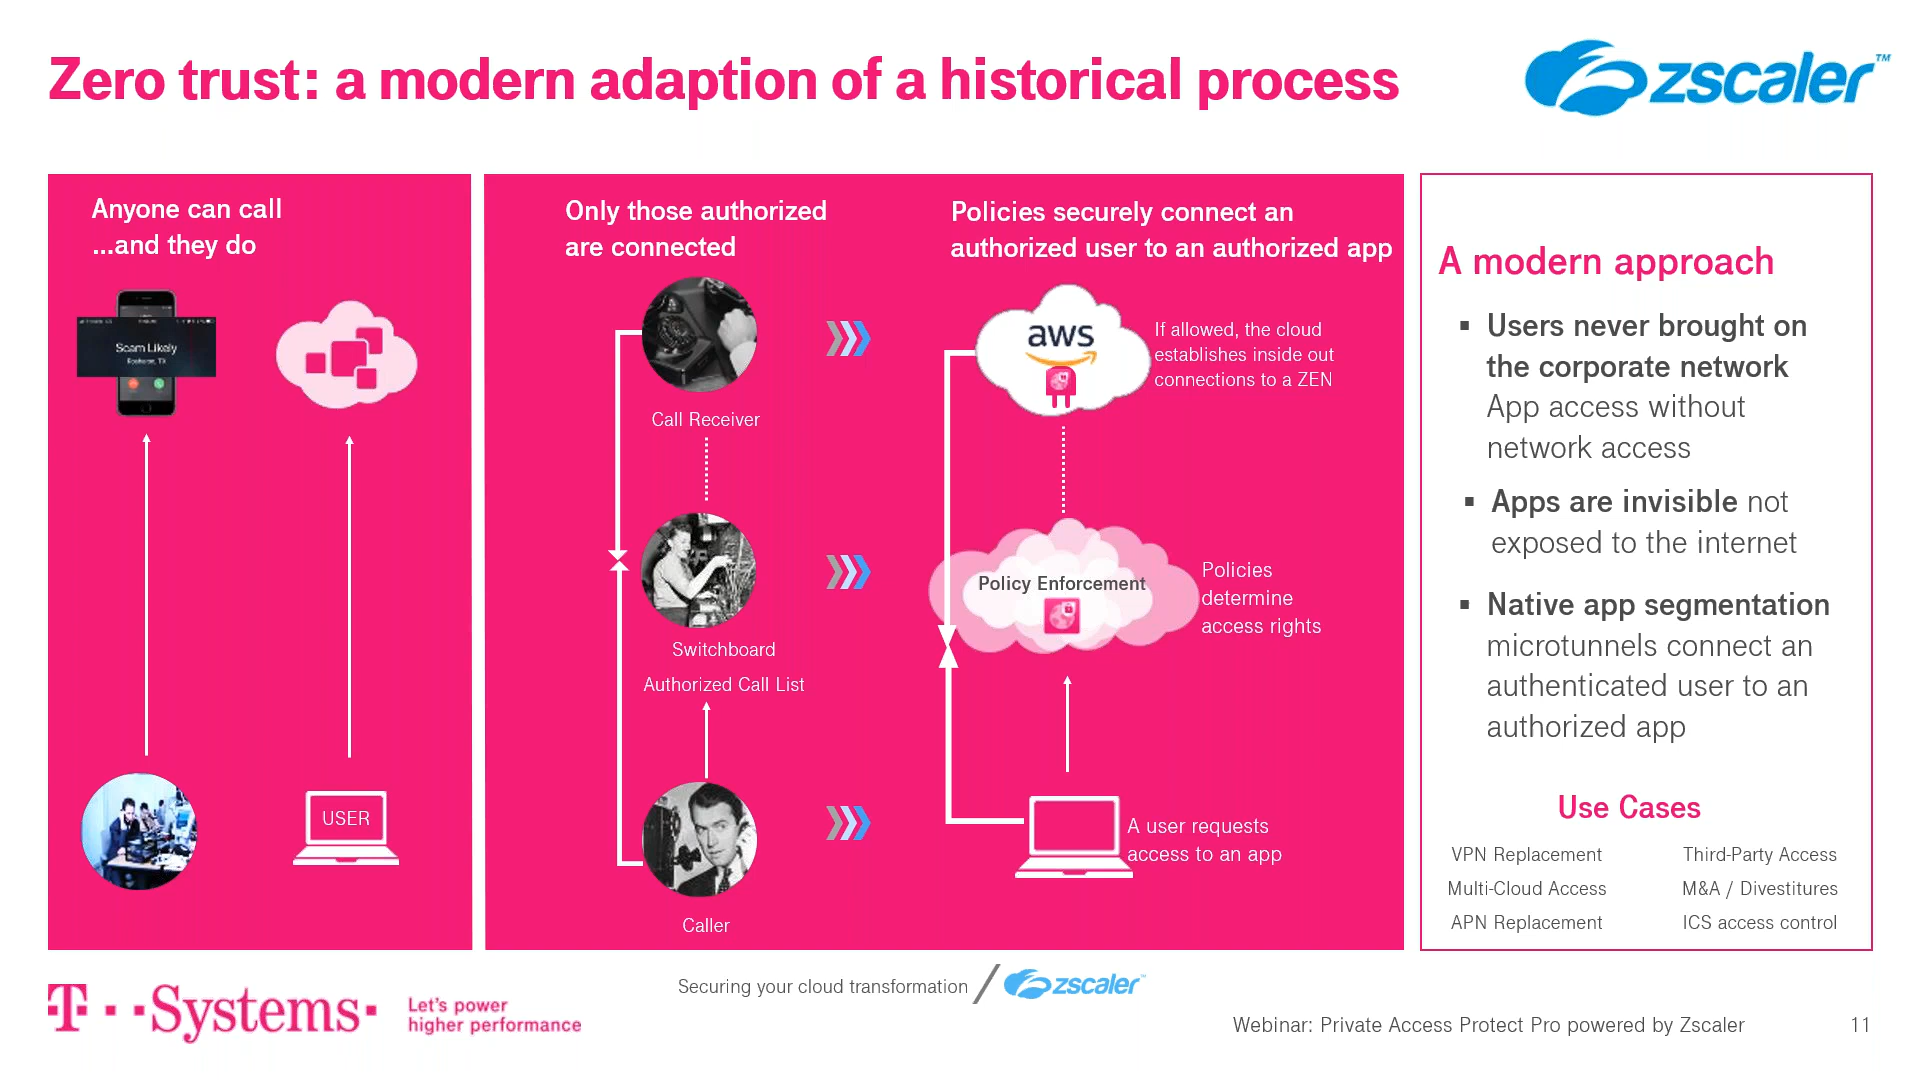 Zero trust: a modern adaption of a historical process
zscaler™
Anyone can call
...and they do
Scam Likely
USER
Only those authorized
are connected
Call Receiver
Switchboard
Authorized Call List
Caller
Policies securely connect an
authorized user to an authorized app
aws
If allowed, the cloud
establishes inside out
connections to a ZEN
Policy Enforcement
Policies
determine
access rights
A user requests
access to an app
A modern approach
▪ Users never brought on
the corporate network
App access without
network access
▪ Apps are invisible not
exposed to the internet
▪ Native app segmentation
microtunnels connect an
authenticated user to an
authorized app
Use Cases
VPN Replacement
Third-Party Access
Multi-Cloud Access
M&A / Divestitures
APN Replacement
ICS access control
T · · Systems ·
Let's power
higher performance
Securing your cloud transformation / zscaler™
Webinar: Private Access Protect Pro powered by Zscaler
11